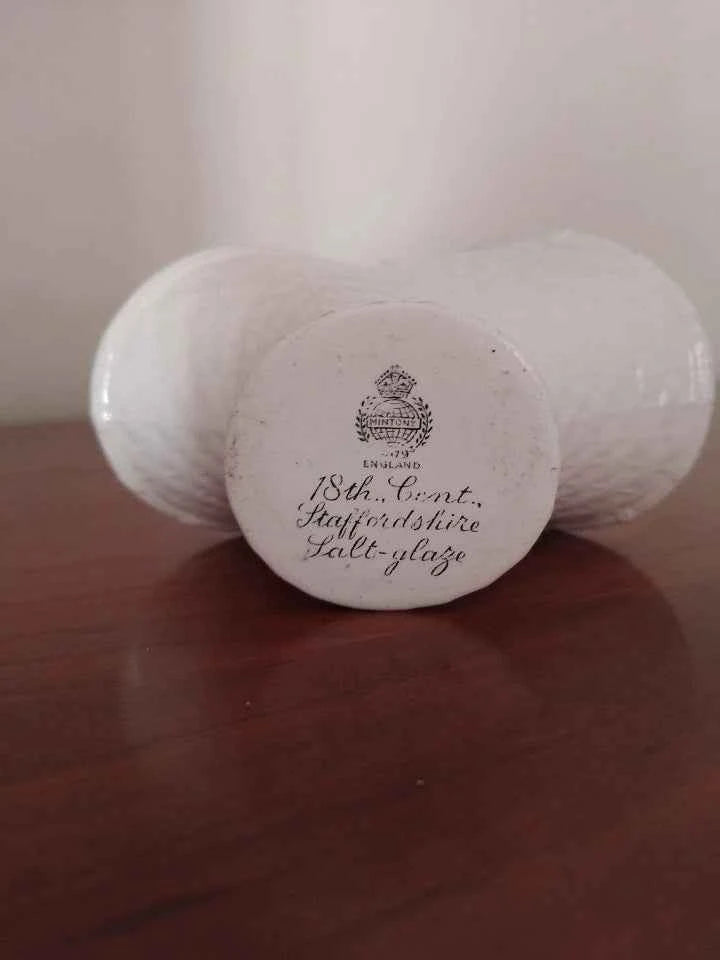 MINTONS
ENGLAND
18th.. Cent..
Staffordshire
Salt-glaze